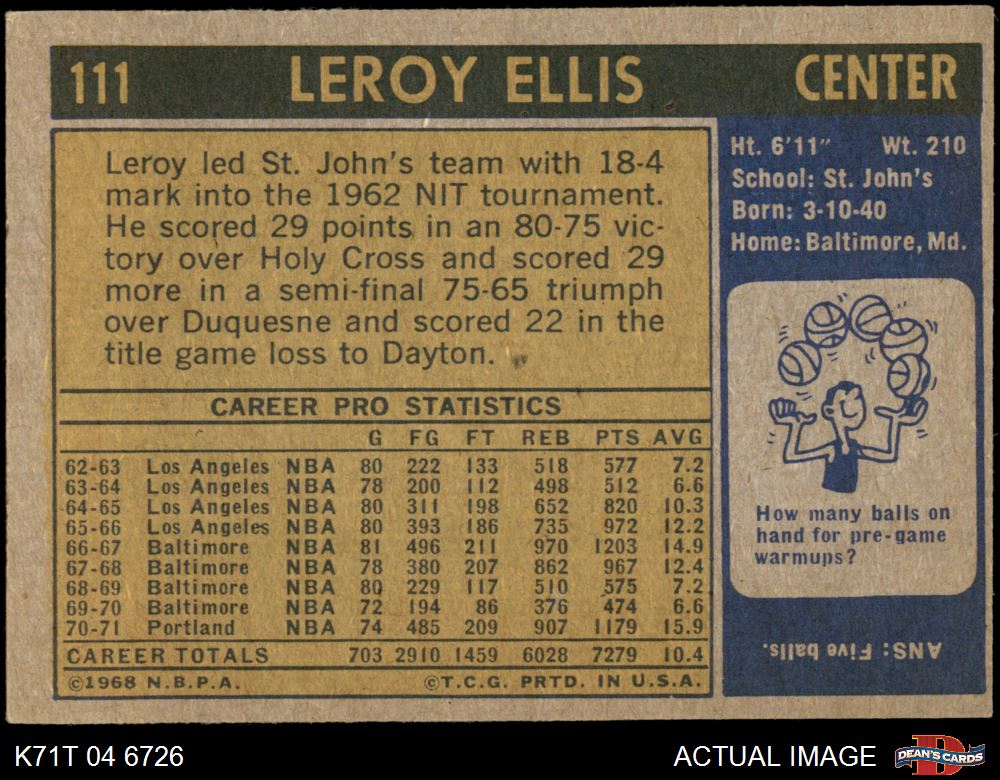 111 LEROY ELLIS CENTER
Leroy led St. John's team with 18-4
mark into the 1962 NIT tournament.
He scored 29 points in an 80-75 vic-
tory over Holy Cross and scored 29
more in a semi-final 75-65 triumph
over Duquesne and scored 22 in the
title game loss to Dayton.
CAREER PRO STATISTICS
G FG FT REB PTS AVG
62-63 Los Angeles NBA 80 222 133 518 577 7.2
63-64 Los Angeles NBA 78 200 112 498 512 6.6
64-65 Los Angeles NBA 80 311 198 652 820 10.3
65-66 Los Angeles NBA 80 393 186 735 972 12.2
66-67 Baltimore NBA 81 496 211 970 1203 14.9
67-68 Baltimore NBA 78 380 207 862 967 12.4
68-69 Baltimore NBA 80 229 117 510 575 7.2
69-70 Baltimore NBA 72 194 86 376 474 6.6
70-71 Portland NBA 74 485 209 907 1179 15.9
CAREER TOTALS 703 2910 1459 6028 7279 10.4
©1968 N.B.P.A. ©T.C.G. PRTD. IN U.S.A.
Ht. 6'11" Wt. 210
School: St. John's
Born: 3-10-40
Home: Baltimore, Md.
How many balls on
hand for pre-game
warmups?
ANS: Five balls.
K71T 04 6726 ACTUAL IMAGE DEAN'S CARDS